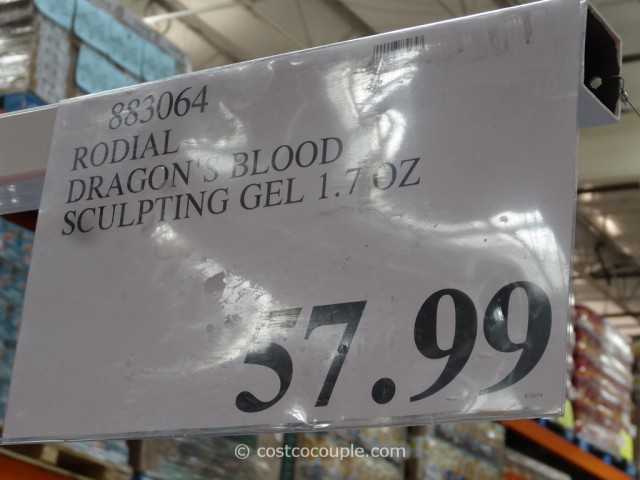 883064
RODIAL
DRAGON'S BLOOD
SCULPTING GEL 1.7 OZ
57.99
© costcocouple.com